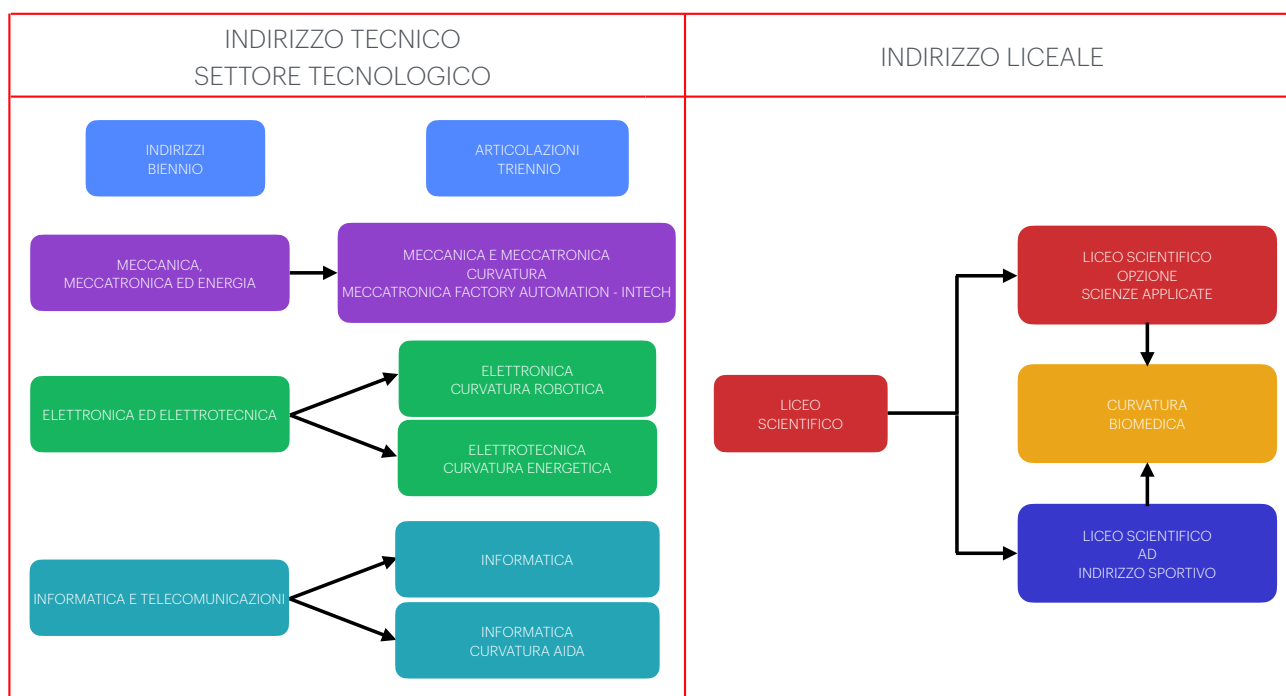 INDIRIZZO TECNICO
SETTORE TECNOLOGICO
INDIRIZZI
BIENNIO
ARTICOLAZIONI
TRIENNIO
MECCANICA,
MECCATRONICA ED ENERGIA
MECCANICA E MECCATRONICA
CURVATURA
MECCATRONICA FACTORY AUTOMATION - INTECH
ELETTRONICA ED ELETTROTECNICA
ELETTRONICA
CURVATURA ROBOTICA
ELETTROTECNICA
CURVATURA ENERGETICA
INFORMATICA E TELECOMUNICAZIONI
INFORMATICA
INFORMATICA
CURVATURA AIDA
INDIRIZZO LICEALE
LICEO
SCIENTIFICO
LICEO SCIENTIFICO
OPZIONE
SCIENZE APPLICATE
CURVATURA
BIOMEDICA
LICEO SCIENTIFICO
AD
INDIRIZZO SPORTIVO